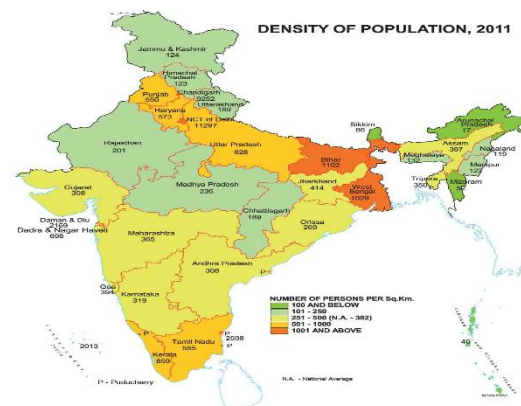 DENSITY OF POPULATION, 2011
Jammu & Kashmir
124
Himachal
Pradesh
123
Punjab
550
Chandigarh
9252
Uttarakhand
189
Haryana
573
NCT of Delhi
11297
Sikkim
86
Arunachal
Pradesh
17
Rajasthan
201
Uttar Pradesh
828
Bihar
1102
Assam
397
Nagaland
119
Meghalaya
132
Manipur
122
Tripura
350
Mizoram
52
Gujarat
308
Madhya Pradesh
236
Jharkhand
414
West
Bengal
1029
Chhattisgarh
189
Daman & Diu
2169
Dadra & Nagar Haveli
698
Orissa
269
Maharashtra
365
Andhra Pradesh
308
P
Goa
394
Karnataka
319
NUMBER OF PERSONS PER Sq.Km.
100 AND BELOW
101 - 250
251 - 500 (N.A. - 382)
501 - 1000
1001 AND ABOVE
P
2598
P
P
Tamil Nadu
555
Kerala
859
2013
46
P - Puducherry
N.A. - National Average